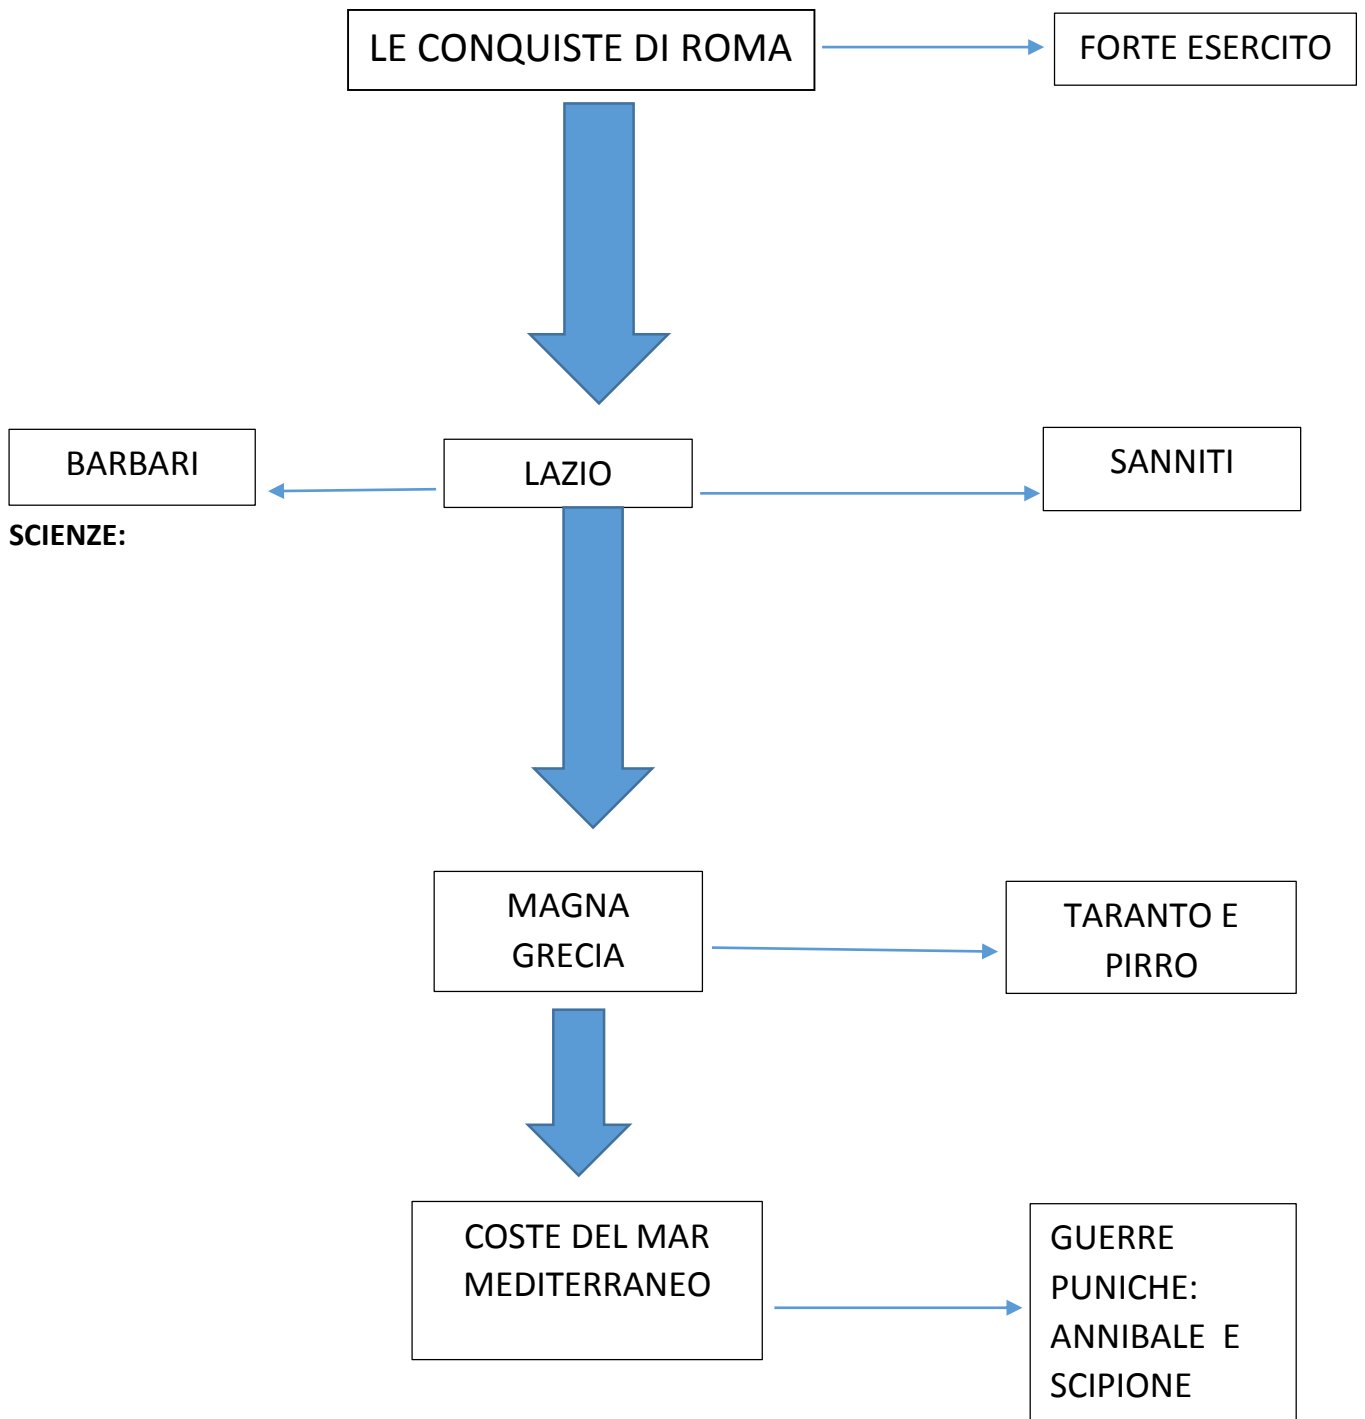 LE CONQUISTE DI ROMA
FORTE ESERCITO
BARBARI
LAZIO
SANNITI
SCIENZE:
MAGNA
GRECIA
TARANTO E
PIRRO
COSTE DEL MAR
MEDITERRANEO
GUERRE
PUNICHE:
ANNIBALE E
SCIPIONE